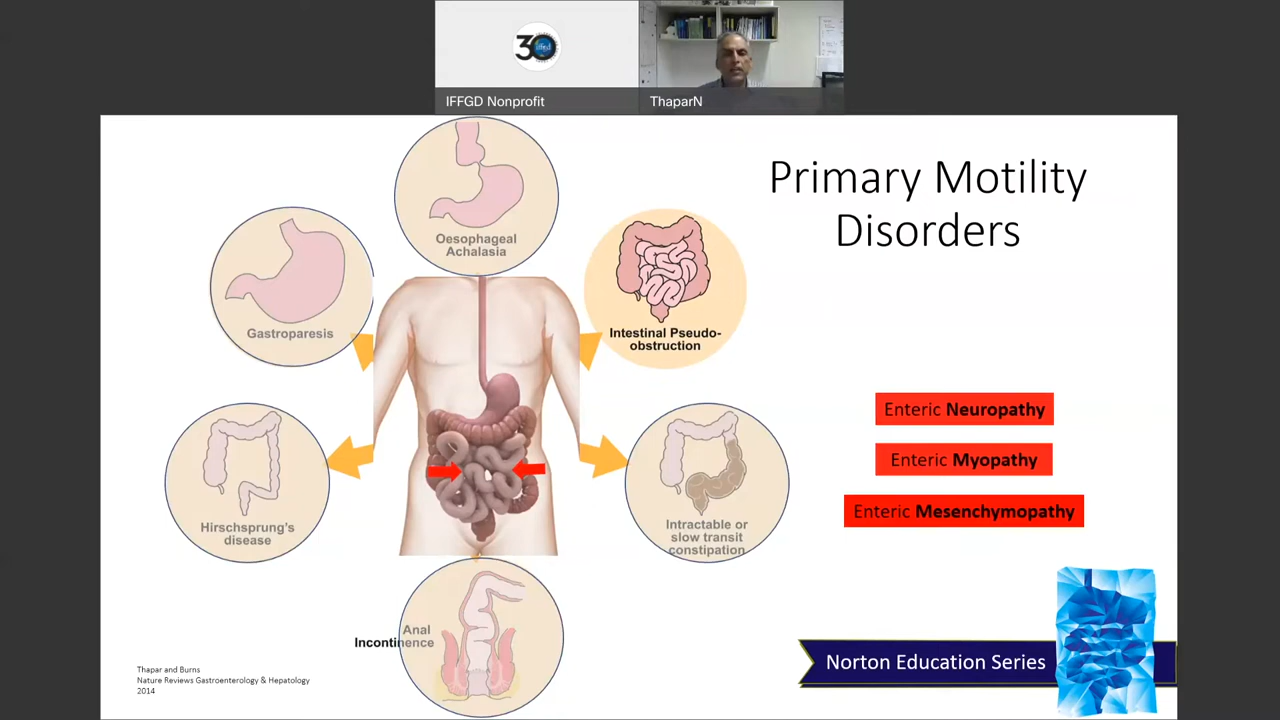 30
iffgd
IFFGD Nonprofit
ThaparN
Primary Motility
Disorders
Oesophageal
Achalasia
Gastroparesis
Intestinal Pseudo-
obstruction
Hirschsprung's
disease
Intractable or
slow transit
constipation
Anal
Incontinence
Enteric Neuropathy
Enteric Myopathy
Enteric Mesenchymopathy
Thapar and Burns
Nature Reviews Gastroenterology & Hepatology
2014
Norton Education Series